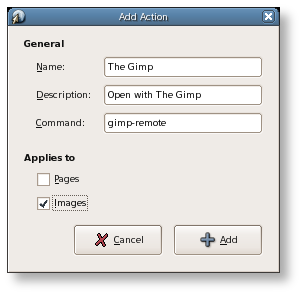 Add Action
General
Name: The Gimp
Description: Open with The Gimp
Command: gimp-remote
Applies to
Pages
Images
Cancel Add